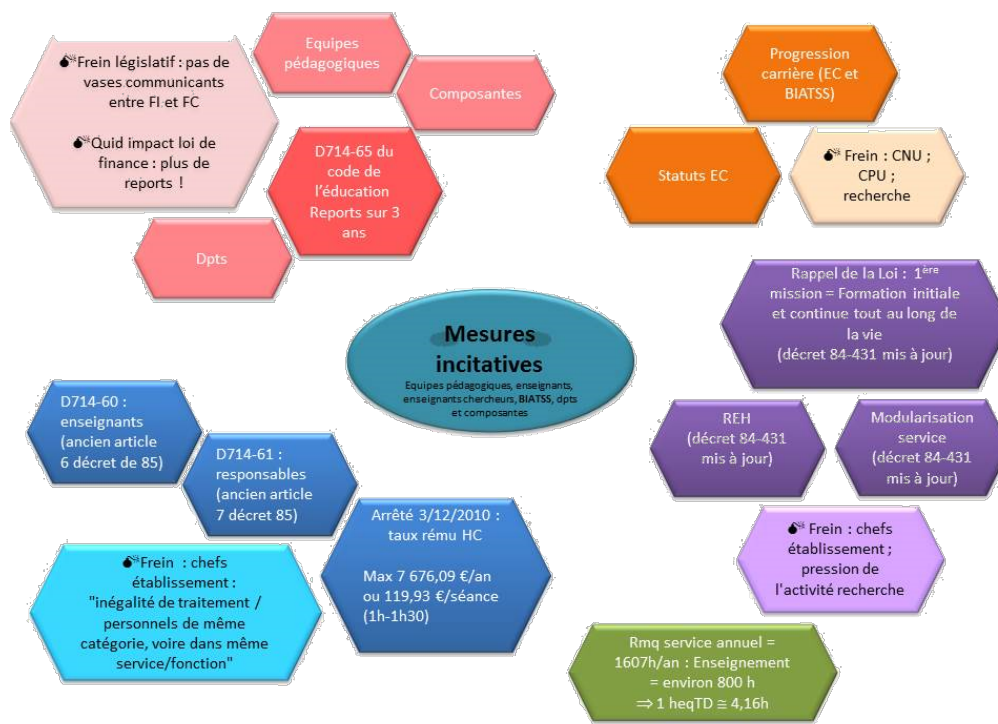 💣Frein législatif : pas de
vases communicants
entre FI et FC
💣Quid impact loi de
finance : plus de
reports !
Equipes
pédagogiques
Composantes
D714-65 du
code de
l'éducation
Reports sur 3
ans
Dpts
Progression
carrière (EC et
BIATSS)
Statuts EC
💣 Frein : CNU ;
CPU ;
recherche
Mesures
incitatives
Equipes pédagogiques, enseignants,
enseignants chercheurs, BIATSS, dpts
et composantes
Rappel de la Loi : 1ère
mission = Formation initiale
et continue tout au long de
la vie
(décret 84-431 mis à jour)
REH
(décret 84-431
mis à jour)
Modularisation
service
(décret 84-431
mis à jour)
💣 Frein : chefs
établissement ;
pression de
l'activité recherche
D714-60 :
enseignants
(ancien article
6 décret de 85)
D714-61 :
responsables
(ancien article
7 décret 85)
Arrêté 3/12/2010 :
taux rému HC
Max 7 676,09 €/an
ou 119,93 €/séance
(1h-1h30)
💣Frein : chefs
établissement :
"inégalité de traitement /
personnels de même
catégorie, voire dans même
service/fonction"
Rmq service annuel =
1607h/an : Enseignement
= environ 800 h
⇒ 1 heqTD ≅ 4,16h